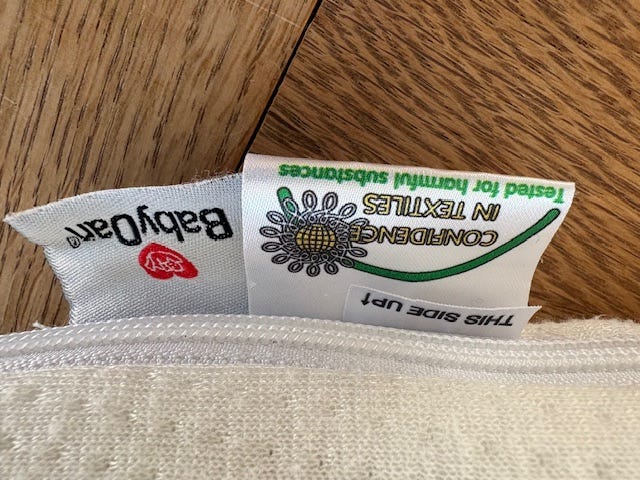 BabyDan®
THIS SIDE UP↑
CONFIDENCE
IN TEXTILES
Tested for harmful substances